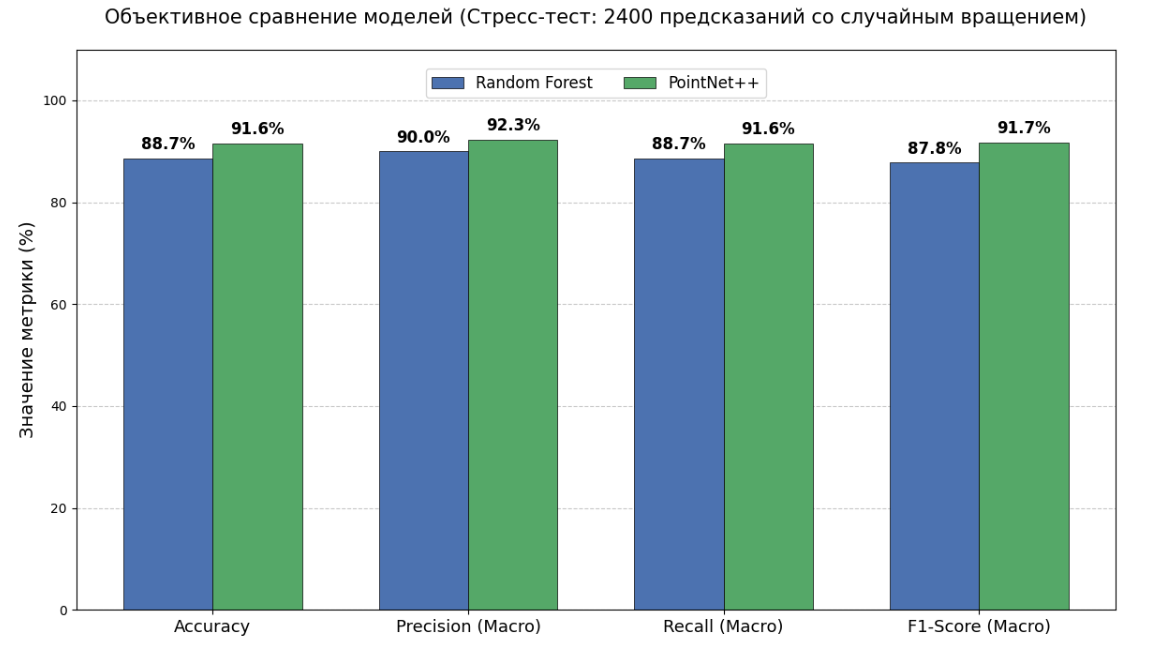 Объективное сравнение моделей (Стресс-тест: 2400 предсказаний со случайным вращением)
Random Forest PointNet++
Значение метрики (%)
100
80
60
40
20
0
88.7% 91.6% 90.0% 92.3% 88.7% 91.6% 87.8% 91.7%
Accuracy Precision (Macro) Recall (Macro) F1-Score (Macro)